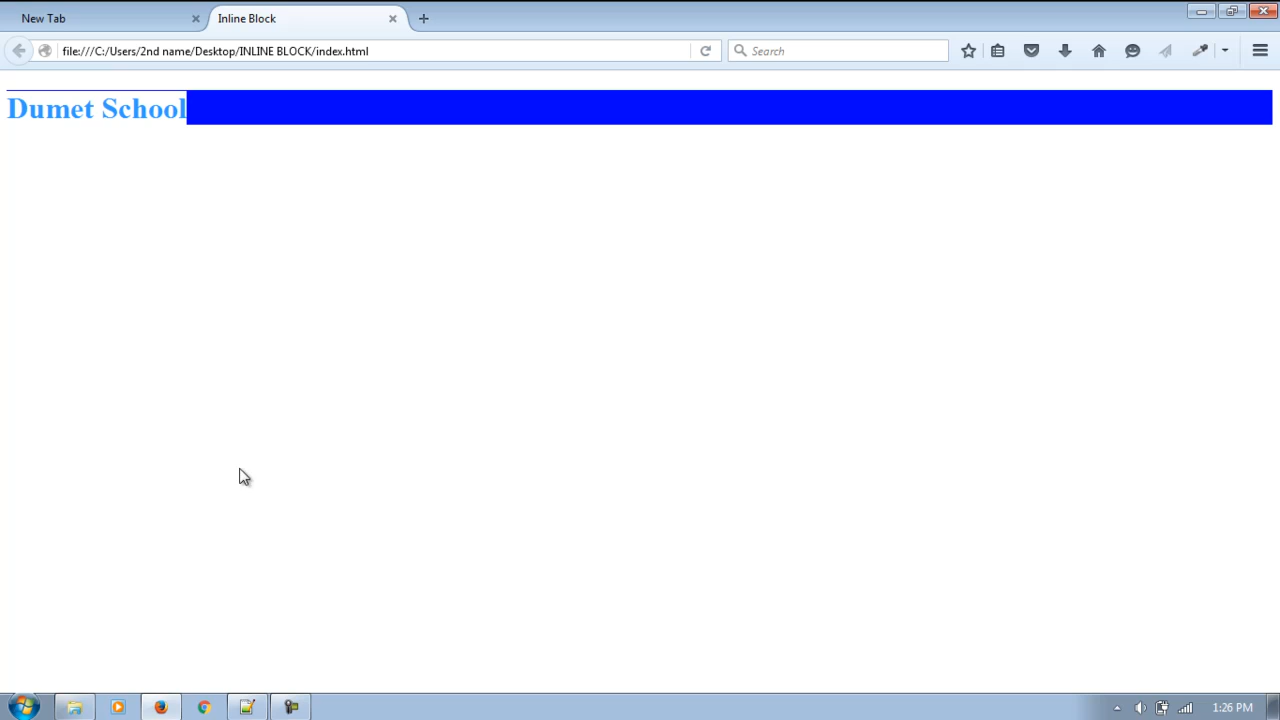 New Tab
Inline Block
file:///C:/Users/2nd name/Desktop/INLINE BLOCK/index.html
Search
Dumet School
1:26 PM